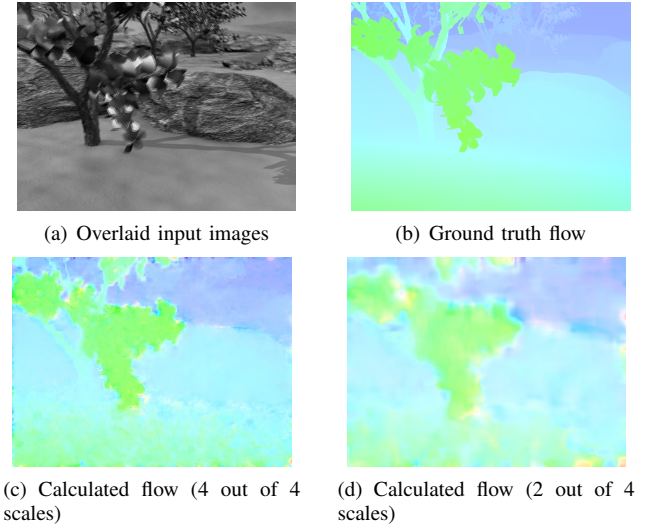 (a) Overlaid input images
(b) Ground truth flow
(c) Calculated flow (4 out of 4
scales)
(d) Calculated flow (2 out of 4
scales)